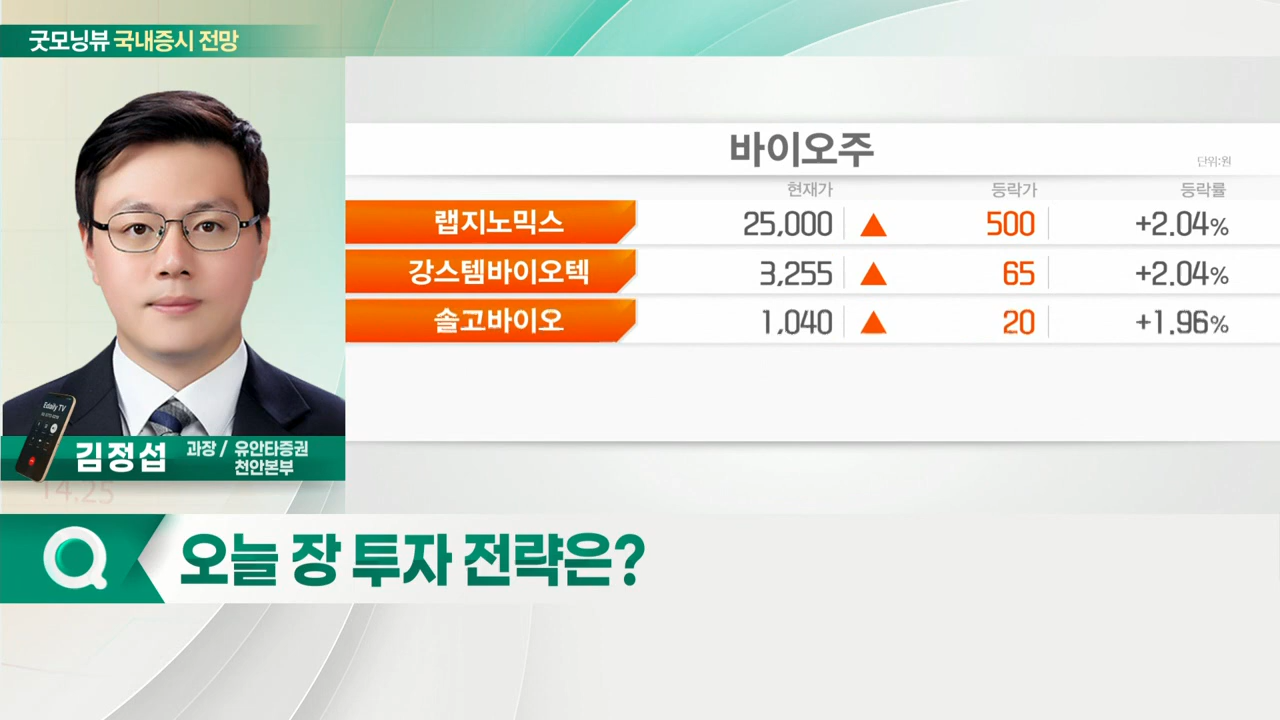 굿모닝뷰 국내증시 전망
바이오주
단위:원
현재가 등락가 등락률
랩지노믹스 25,000 ▲ 500 +2.04%
강스템바이오텍 3,255 ▲ 65 +2.04%
솔고바이오 1,040 ▲ 20 +1.96%
Edaily TV
김정섭 과장 / 유안타증권
천안본부
14.25
오늘 장 투자 전략은?